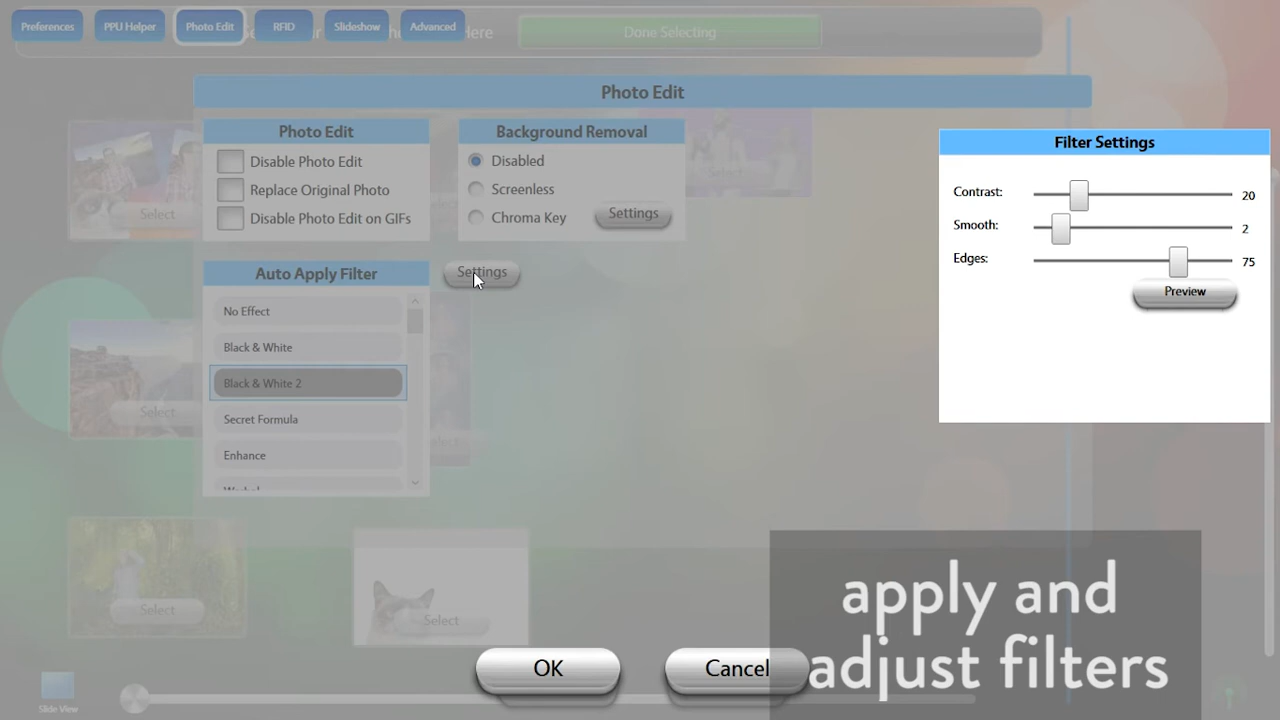 Preferences
PPU Helper
Photo Edit
RFID
Slideshow
Advanced
Here
Done Selecting
Photo Edit
Photo Edit
Disable Photo Edit
Replace Original Photo
Disable Photo Edit on GIFs
Background Removal
Disabled
Screenless
Chroma Key
Settings
Select
Select
Auto Apply Filter
Settings
No Effect
Black & White
Black & White 2
Secret Formula
Enhance
Select
Filter Settings
Contrast:
20
Smooth:
2
Edges:
75
Preview
Select
Select
apply and
adjust filters
OK
Cancel
Slide View